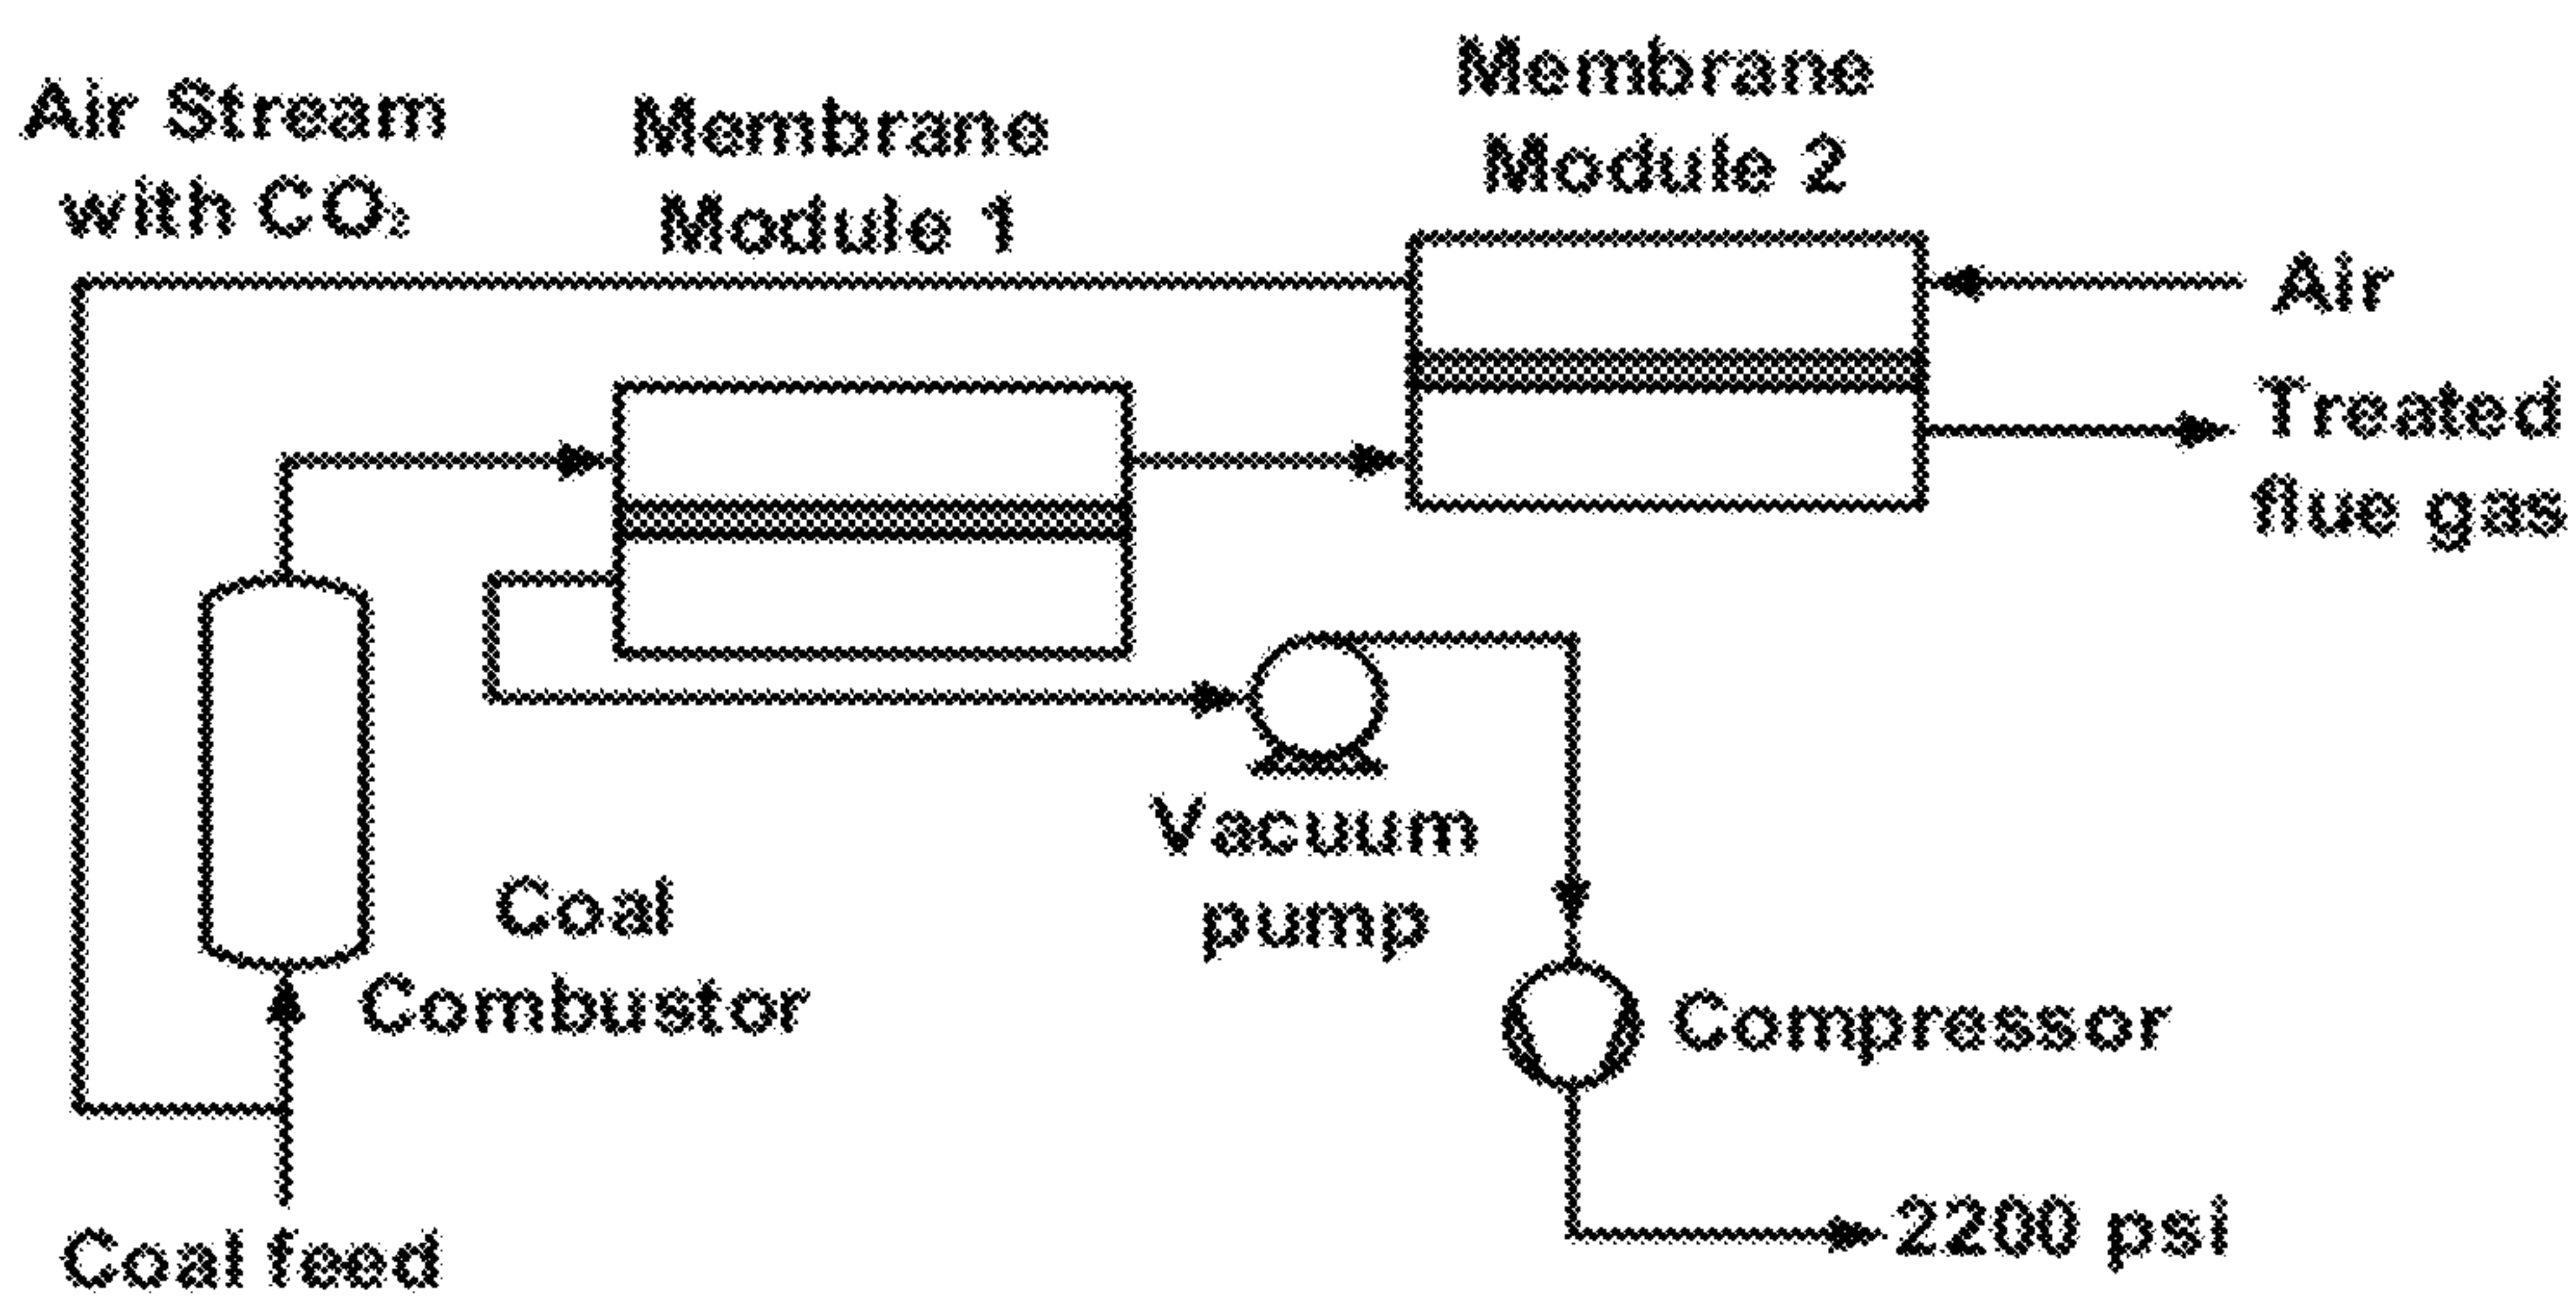 Air Stream
with CO₂
Membrane
Module 1
Membrane
Module 2
Air
Treated
flue gas
Vacuum
pump
Coal
Combustor
Compressor
Coal feed
2200 psi